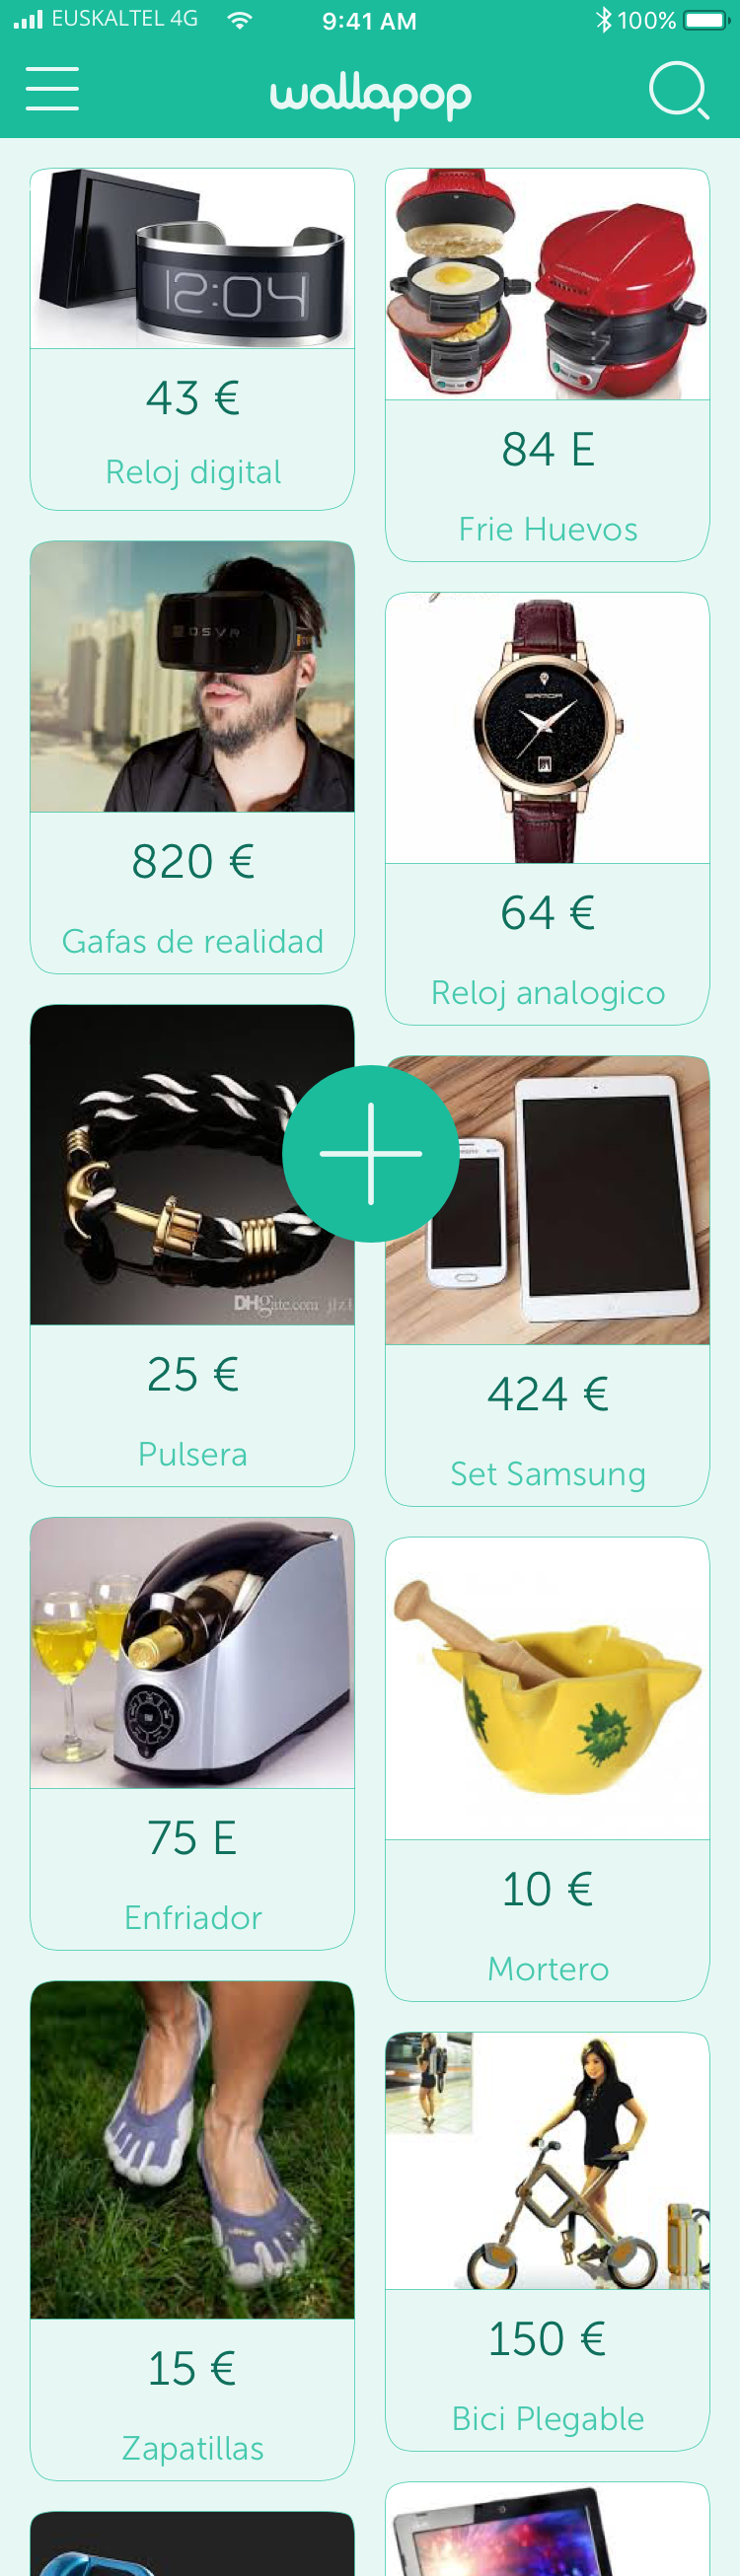 EUSKALTEL 4G 9:41 AM 100%
wallapop
12:04
43 €
Reloj digital
84 E
Frie Huevos
OSVR
820 €
Gafas de realidad
64 €
Reloj analogico
DHgate.com
25 €
Pulsera
424 €
Set Samsung
75 E
Enfriador
10 €
Mortero
15 €
Zapatillas
150 €
Bici Plegable